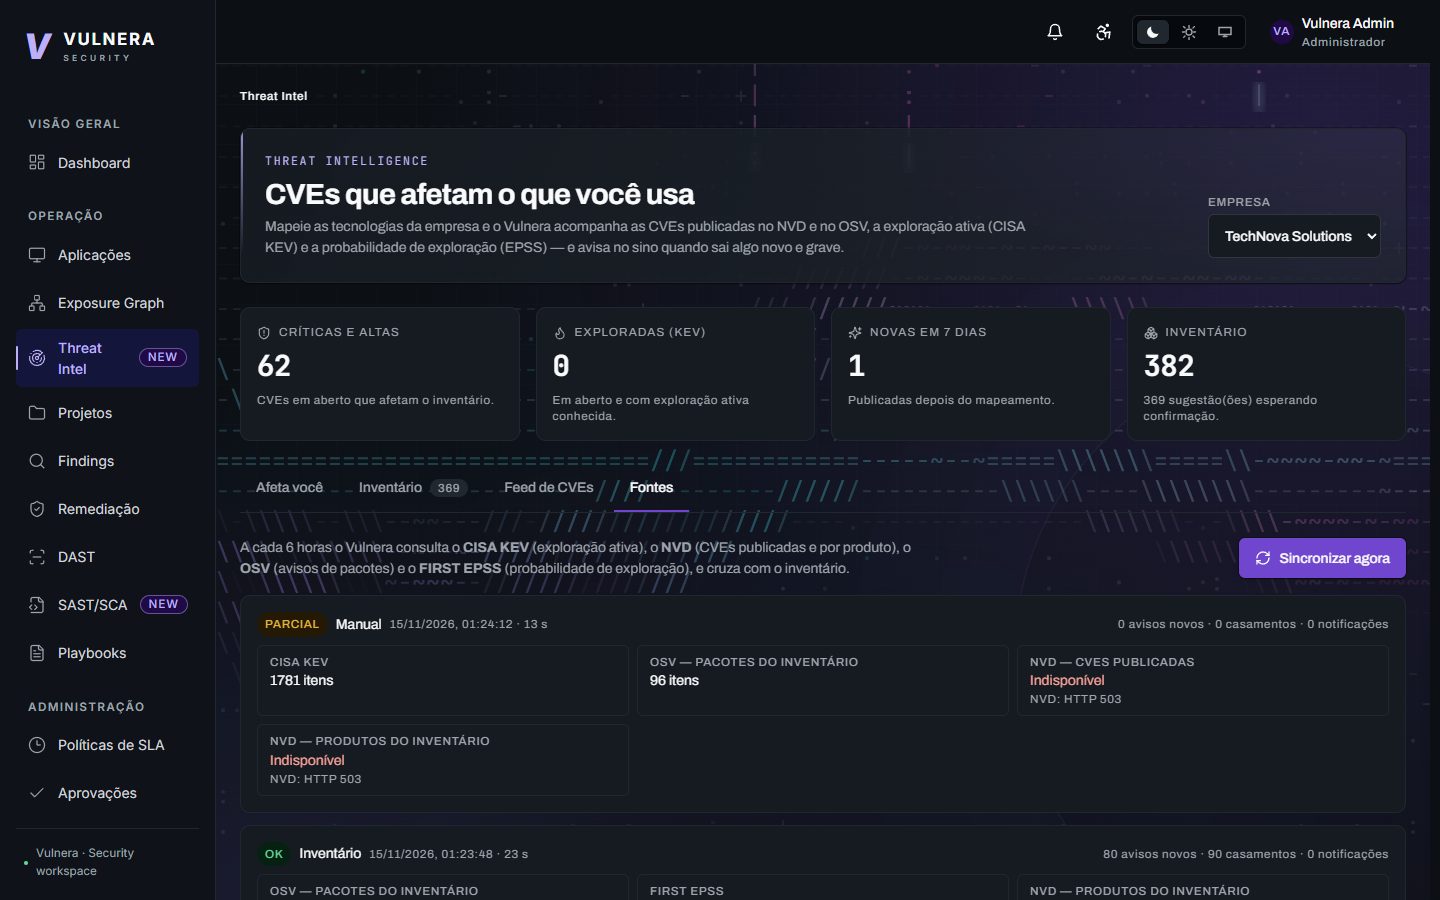 VULNERA
SECURITY
VISÃO GERAL
Dashboard
OPERAÇÃO
Aplicações
Exposure Graph
Threat
Intel
NEW
Projetos
Findings
Remediação
DAST
SAST/SCA
NEW
Playbooks
ADMINISTRAÇÃO
Políticas de SLA
Aprovações
Vulnera · Security
workspace
VA
Vulnera Admin
Administrador
Threat Intel
THREAT INTELLIGENCE
CVEs que afetam o que você usa
Mapeie as tecnologias da empresa e o Vulnera acompanha as CVEs publicadas no NVD e no OSV, a exploração ativa (CISA
KEV) e a probabilidade de exploração (EPSS) — e avisa no sino quando sai algo novo e grave.
EMPRESA
TechNova Solutions
CRÍTICAS E ALTAS
62
CVEs em aberto que afetam o inventário.
EXPLORADAS (KEV)
0
Em aberto e com exploração ativa
conhecida.
NOVAS EM 7 DIAS
1
Publicadas depois do mapeamento.
INVENTÁRIO
382
369 sugestão(ões) esperando
confirmação.
Afeta você
Inventário 369
Feed de CVEs
Fontes
A cada 6 horas o Vulnera consulta o CISA KEV (exploração ativa), o NVD (CVEs publicadas e por produto), o
OSV (avisos de pacotes) e o FIRST EPSS (probabilidade de exploração), e cruza com o inventário.
Sincronizar agora
PARCIAL Manual 15/11/2026, 01:24:12 · 13 s
0 avisos novos · 0 casamentos · 0 notificações
CISA KEV
1781 itens
OSV — PACOTES DO INVENTÁRIO
96 itens
NVD — CVES PUBLICADAS
Indisponível
NVD: HTTP 503
NVD — PRODUTOS DO INVENTÁRIO
Indisponível
NVD: HTTP 503
OK Inventário 15/11/2026, 01:23:48 · 23 s
80 avisos novos · 90 casamentos · 0 notificações
OSV — PACOTES DO INVENTÁRIO
FIRST EPSS
NVD — PRODUTOS DO INVENTÁRIO